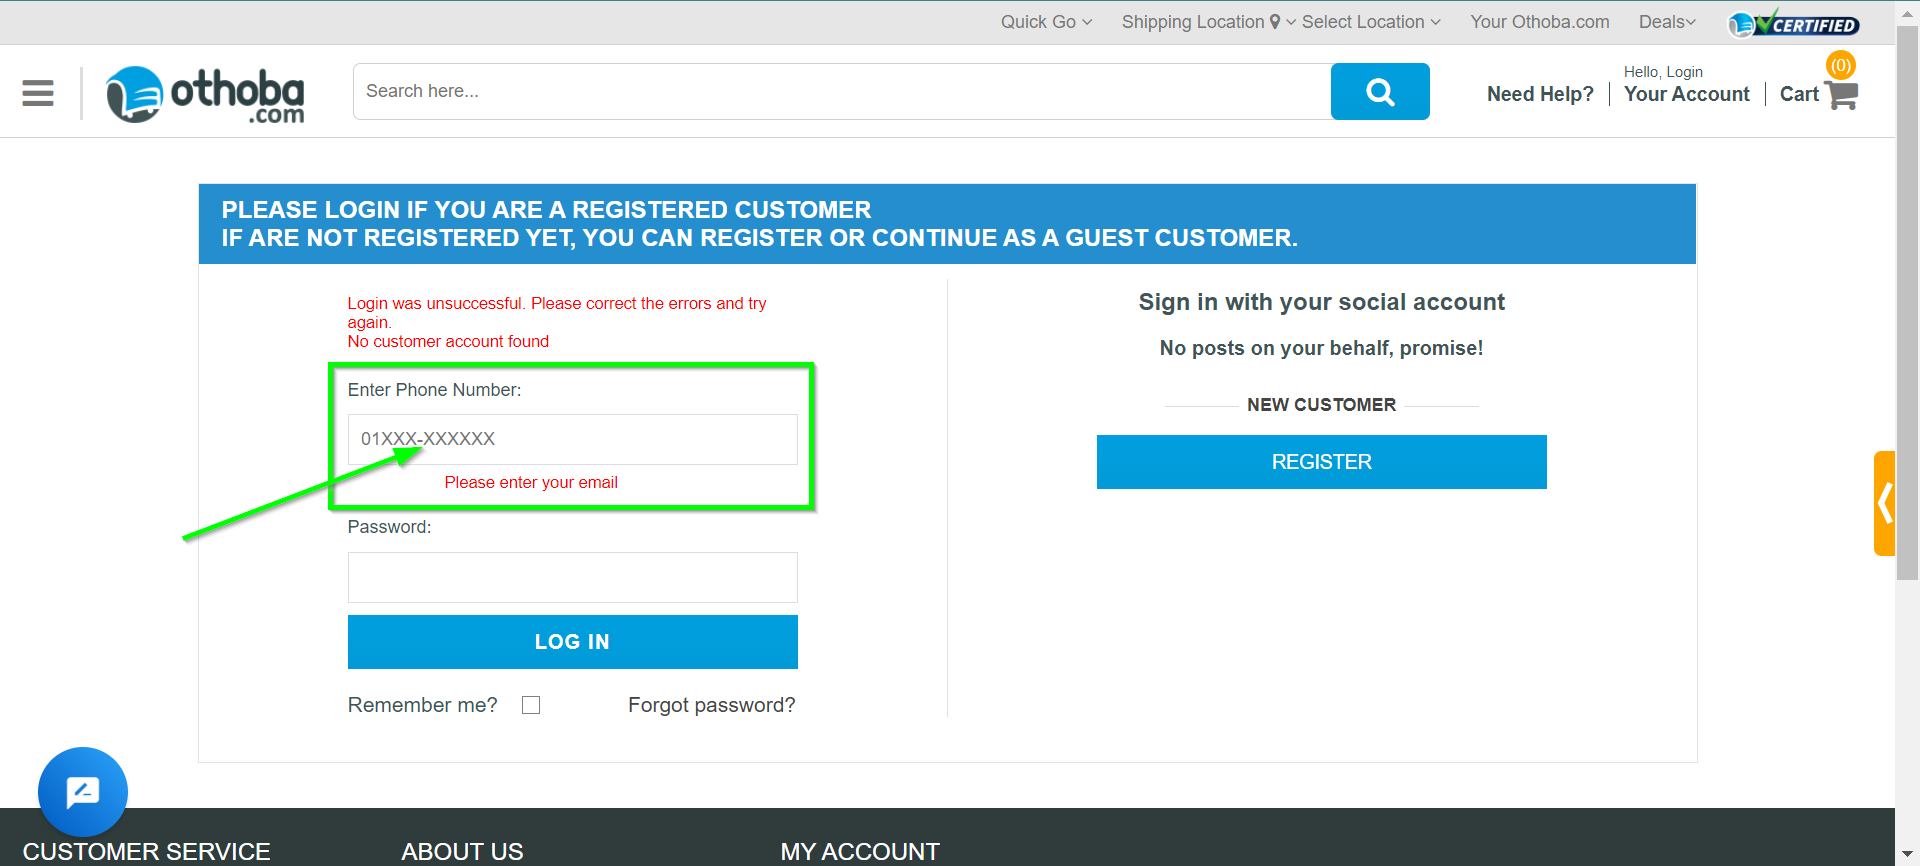 Quick Go
Shipping Location
Select Location
Your Othoba.com
Deals
CERTIFIED
othoba
.com
Search here...
Need Help?
Hello, Login
Your Account
Cart
(0)
PLEASE LOGIN IF YOU ARE A REGISTERED CUSTOMER
IF ARE NOT REGISTERED YET, YOU CAN REGISTER OR CONTINUE AS A GUEST CUSTOMER.
Login was unsuccessful. Please correct the errors and try
again.
No customer account found
Enter Phone Number:
01XXX-XXXXXX
Please enter your email
Password:
LOG IN
Remember me?
Forgot password?
Sign in with your social account
No posts on your behalf, promise!
NEW CUSTOMER
REGISTER
CUSTOMER SERVICE
ABOUT US
MY ACCOUNT